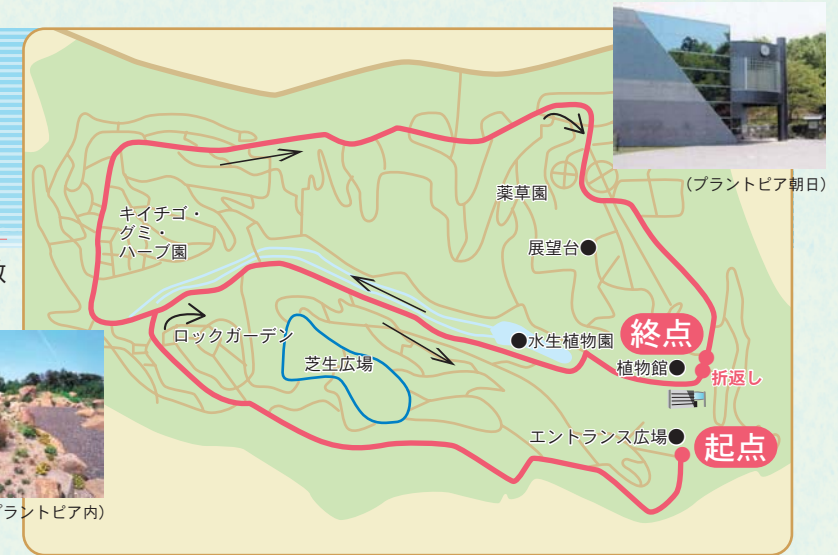 (プラントピア朝日)
薬草園
キイチゴ・
グミ・
ハーブ園
展望台
ロックガーデン
水生植物園
終点
芝生広場
植物館
折返し
エントランス広場
起点
ラントピア内)